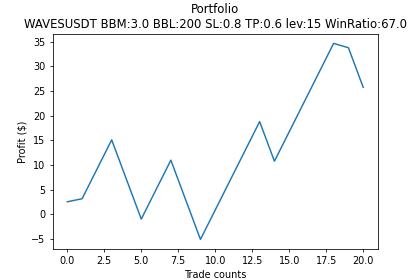 Portfolio
WAVESUSDT BBM:3.0 BBL:200 SL:0.8 TP:0.6 lev:15 WinRatio:67.0
35
30
25
20
15
10
5
0
−5
Profit ($)
0.0 2.5 5.0 7.5 10.0 12.5 15.0 17.5 20.0
Trade counts